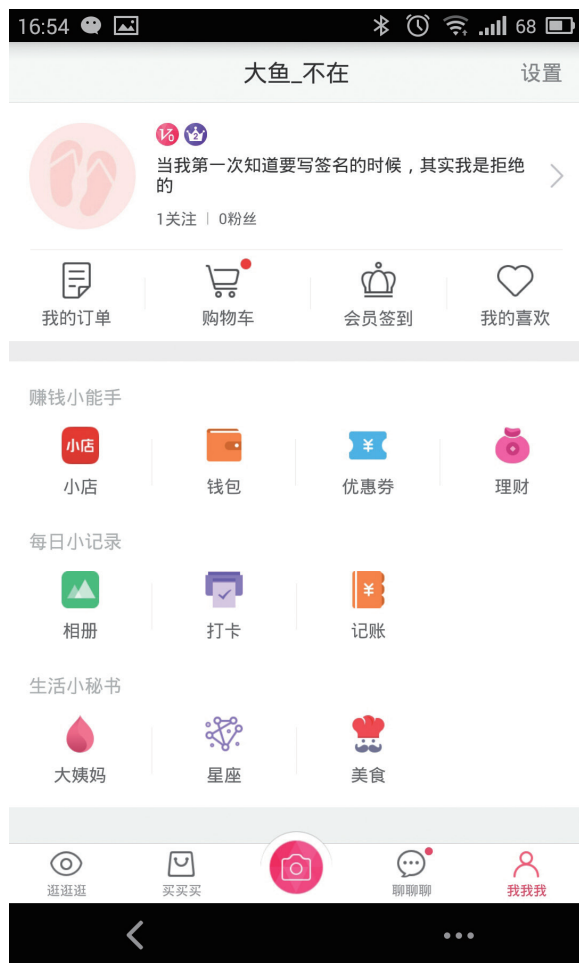 16:54 68
大鱼_不在 设置
V0 2
当我第一次知道要写签名的时候，其实我是拒绝
的
1关注 | 0粉丝
我的订单 购物车 会员签到 我的喜欢
赚钱小能手
小店
小店 钱包 优惠券 理财
每日小记录
相册 打卡 记账
生活小秘书
大姨妈 星座 美食
逛逛逛 买买买 聊聊聊 我我我